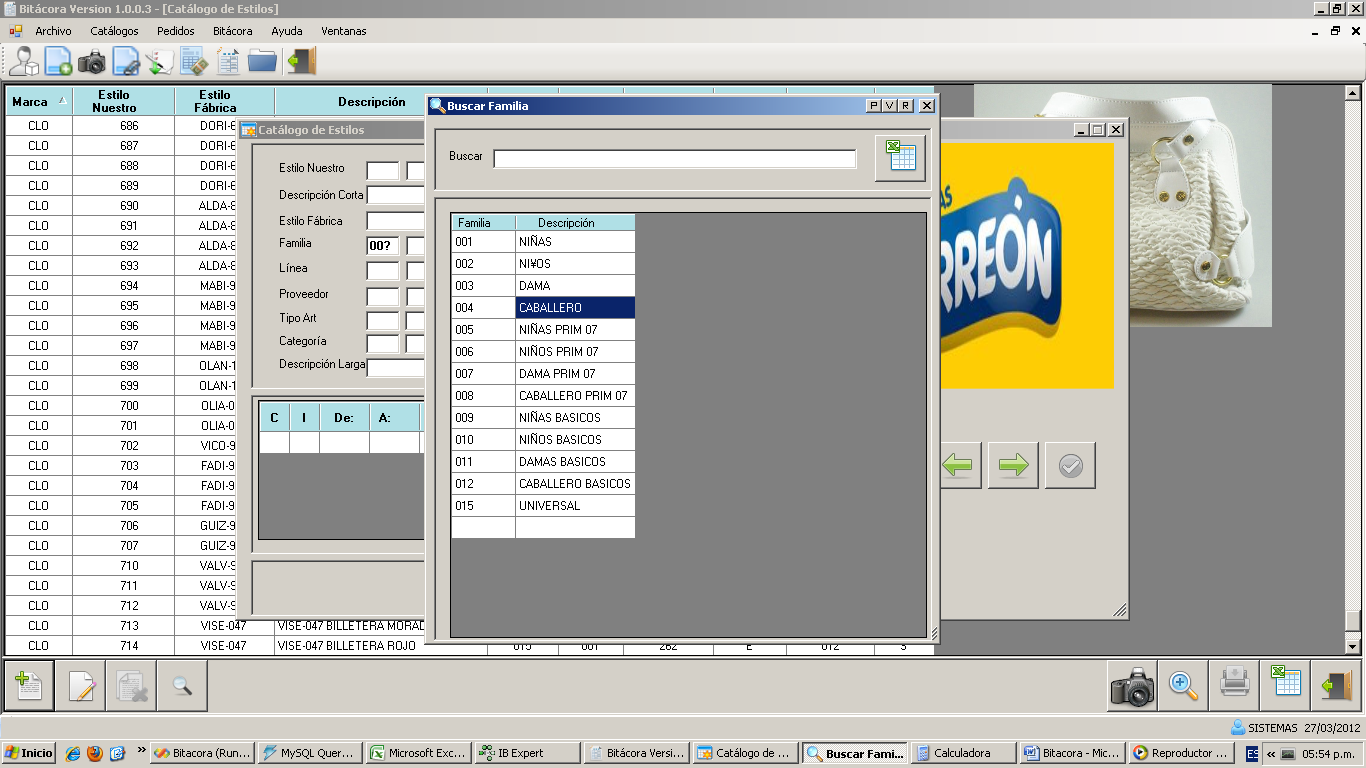 Bitácora Version 1.0.0.3 - [Catálogo de Estilos]
Archivo Catálogos Pedidos Bitácora Ayuda Ventanas
Marca Estilo Nuestro Estilo Fábrica Descripción
CLO 686 DORI-6
CLO 687 DORI-6
CLO 688 DORI-6
CLO 689 DORI-6
CLO 690 ALDA-8
CLO 691 ALDA-8
CLO 692 ALDA-8
CLO 693 ALDA-8
CLO 694 MABI-9
CLO 695 MABI-9
CLO 696 MABI-9
CLO 697 MABI-9
CLO 698 OLAN-1
CLO 699 OLAN-1
CLO 700 OLIA-0
CLO 701 OLIA-0
CLO 702 VICO-9
CLO 703 FADI-9
CLO 704 FADI-9
CLO 705 FADI-9
CLO 706 GUIZ-9
CLO 707 GUIZ-9
CLO 710 VALV-9
CLO 711 VALV-9
CLO 712 VALV-9
CLO 713 VISE-047 VISE-047 BILLETERA MORAD
CLO 714 VISE-047 VISE-047 BILLETERA ROJO 015 001 262 E 012 S
Catálogo de Estilos
Estilo Nuestro
Descripción Corta
Estilo Fábrica
Familia 00?
Línea
Proveedor
Tipo Art
Categoría
Descripción Larga
C I De: A:
AS
RREÓN
Buscar Familia
P V R
Buscar
Familia Descripción
001 NIÑAS
002 NI¥OS
003 DAMA
004 CABALLERO
005 NIÑAS PRIM 07
006 NIÑOS PRIM 07
007 DAMA PRIM 07
008 CABALLERO PRIM 07
009 NIÑAS BASICOS
010 NIÑOS BASICOS
011 DAMAS BASICOS
012 CABALLERO BASICOS
015 UNIVERSAL
SISTEMAS 27/03/2012
Inicio » Bitacora (Run... MySQL Quer... Microsoft Exc... IB Expert Bitácora Versi... Catálogo de ... Buscar Fami... Calculadora Bitacora - Mic... Reproductor ... ES « 05:54 p.m.